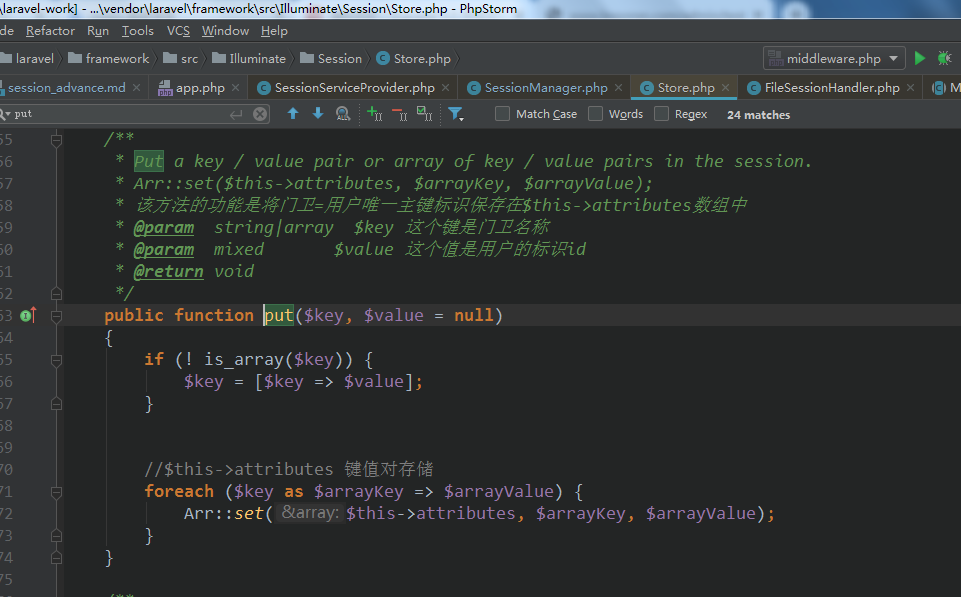 \laravel-work] - ...\vendor\laravel\framework\src\Illuminate\Session\Store.php - PhpStorm
de Refactor Run Tools VCS Window Help
laravel framework src Illuminate Session Store.php middleware.php
session_advance.md app.php SessionServiceProvider.php SessionManager.php Store.php FileSessionHandler.php M
put Match Case Words Regex 24 matches
55 /**
56 * Put a key / value pair or array of key / value pairs in the session.
57 * Arr::set($this->attributes, $arrayKey, $arrayValue);
58 * 该方法的功能是将门卫=用户唯一主键标识保存在$this->attributes数组中
59 * @param string|array $key 这个键是门卫名称
60 * @param mixed $value 这个值是用户的标识id
61 * @return void
62 */
63 public function put($key, $value = null)
64 {
65 if (! is_array($key)) {
66 $key = [$key => $value];
67 }
68
69
70 //$this->attributes 键值对存储
71 foreach ($key as $arrayKey => $arrayValue) {
72 Arr::set( &array: $this->attributes, $arrayKey, $arrayValue);
73 }
74 }
75
/**